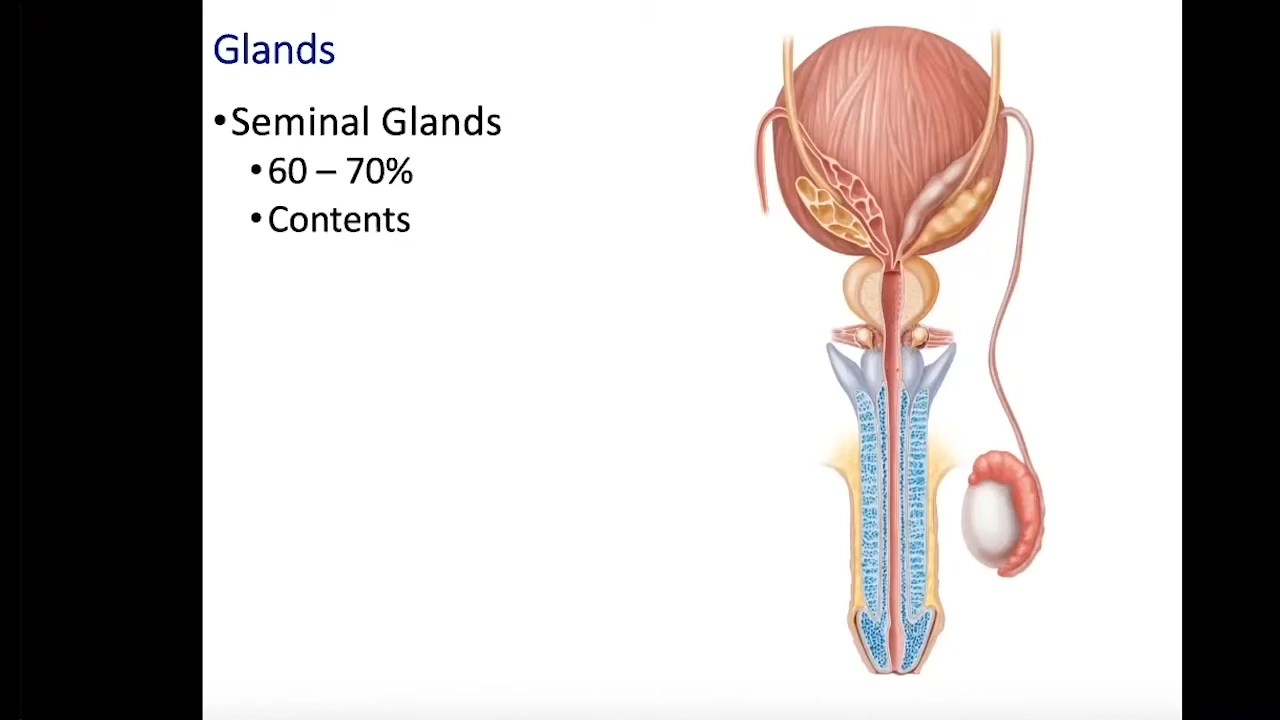 Glands
•Seminal Glands
•60 – 70%
•Contents